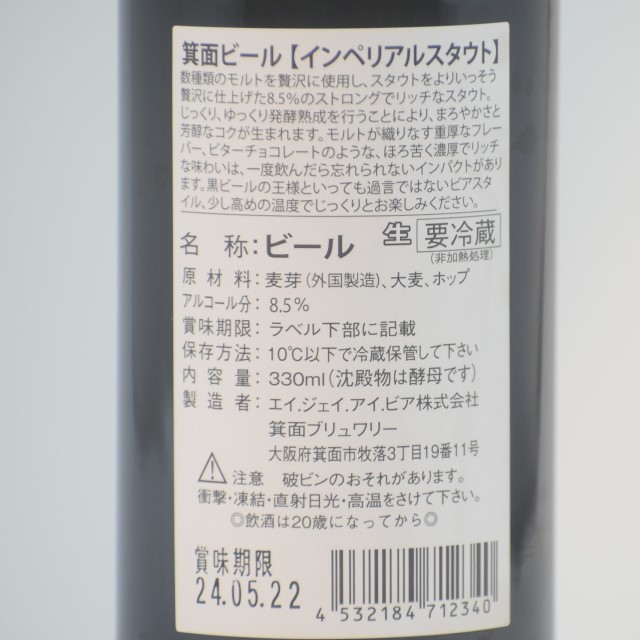 箕面ビール【インペリアルスタウト】
数種類のモルトを贅沢に使用し、スタウトをよりいっそう
贅沢に仕上げた8.5%のストロングでリッチなスタウト。
じっくり、ゆっくり発酵熟成を行うことにより、まろやかさと
芳醇なコクが生まれます。モルトが織りなす重厚なフレー
バー、ビターチョコレートのような、ほろ苦く濃厚でリッチ
な味わいは、一度飲んだら忘れられないインパクトがあり
ます。黒ビールの王様といっても過言ではないビアスタ
イル、少し高めの温度でじっくりとお楽しみください。
名 称：ビール 生 要冷蔵
(非加熱処理)
原材料：麦芽(外国製造)、大麦、ホップ
アルコール分：8.5%
賞味期限：ラベル下部に記載
保存方法：10℃以下で冷蔵保管して下さい
内容量：330ml(沈殿物は酵母です)
製造者：エイ.ジェイ.アイ.ビア株式会社
箕面ブリュワリー
大阪府箕面市牧落3丁目19番11号
注意 破ビンのおそれがあります。
衝撃・凍結・直射日光・高温をさけて下さい。
◎飲酒は20歳になってから◎
賞味期限
24.05.22
4 532184 712340